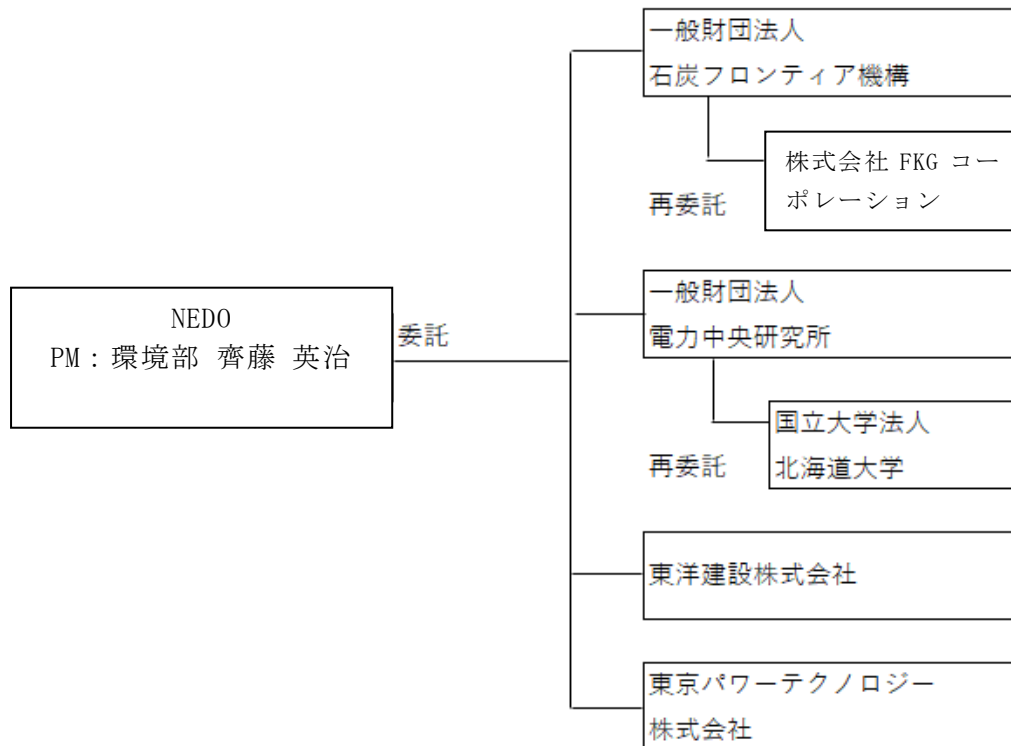 NEDO
PM：環境部 齊藤 英治
委託
一般財団法人
石炭フロンティア機構
再委託
株式会社 FKG コー
ポレーション
一般財団法人
電力中央研究所
再委託
国立大学法人
北海道大学
東洋建設株式会社
東京パワーテクノロジー
株式会社